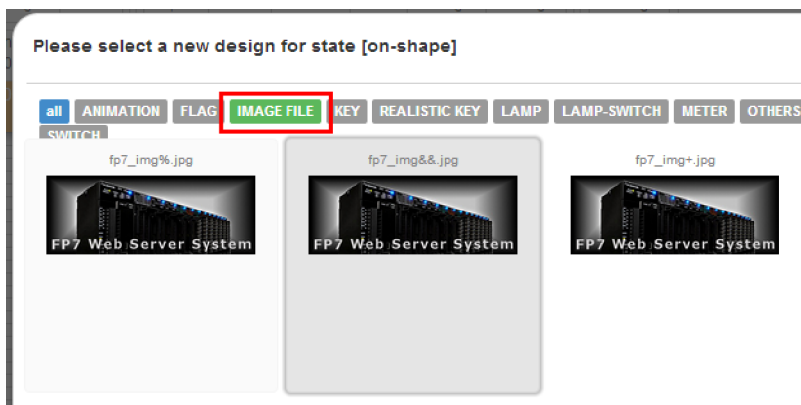 Please select a new design for state [on-shape]
all ANIMATION FLAG IMAGE FILE KEY REALISTIC KEY LAMP LAMP-SWITCH METER OTHERS
SWITCH
fp7_img%.jpg fp7_img&&.jpg fp7_img+.jpg
FP7 Web Server System FP7 Web Server System FP7 Web Server System